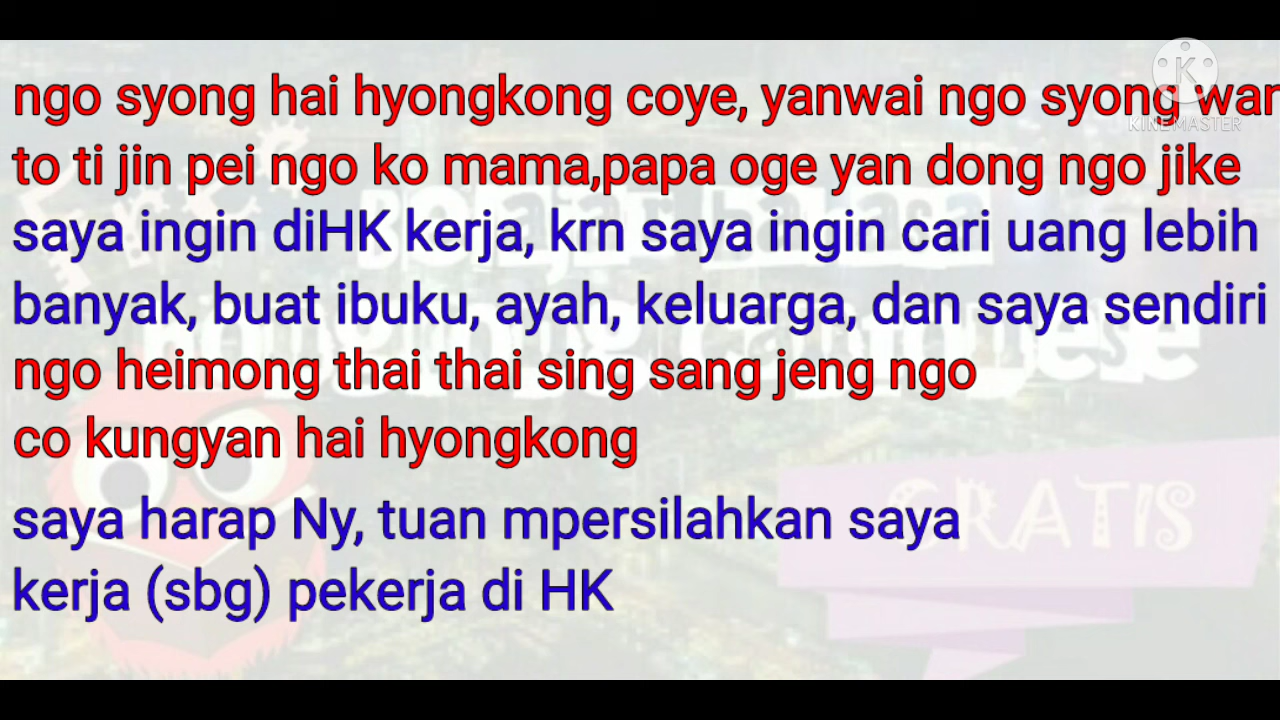 ngo syong hai hyongkong coye, yanwai ngo syong
to ti jin pei ngo ko mama,papa oge yan dong ngo jike
saya ingin diHK kerja, krn saya ingin cari uang lebih
banyak, buat ibuku, ayah, keluarga, dan saya sendiri
ngo heimong thai thai sing sang jeng ngo
co kungyan hai hyongkong
saya harap Ny, tuan mpersilahkan saya
kerja (sbg) pekerja di HK
K
KINEMASTER
GRATIS